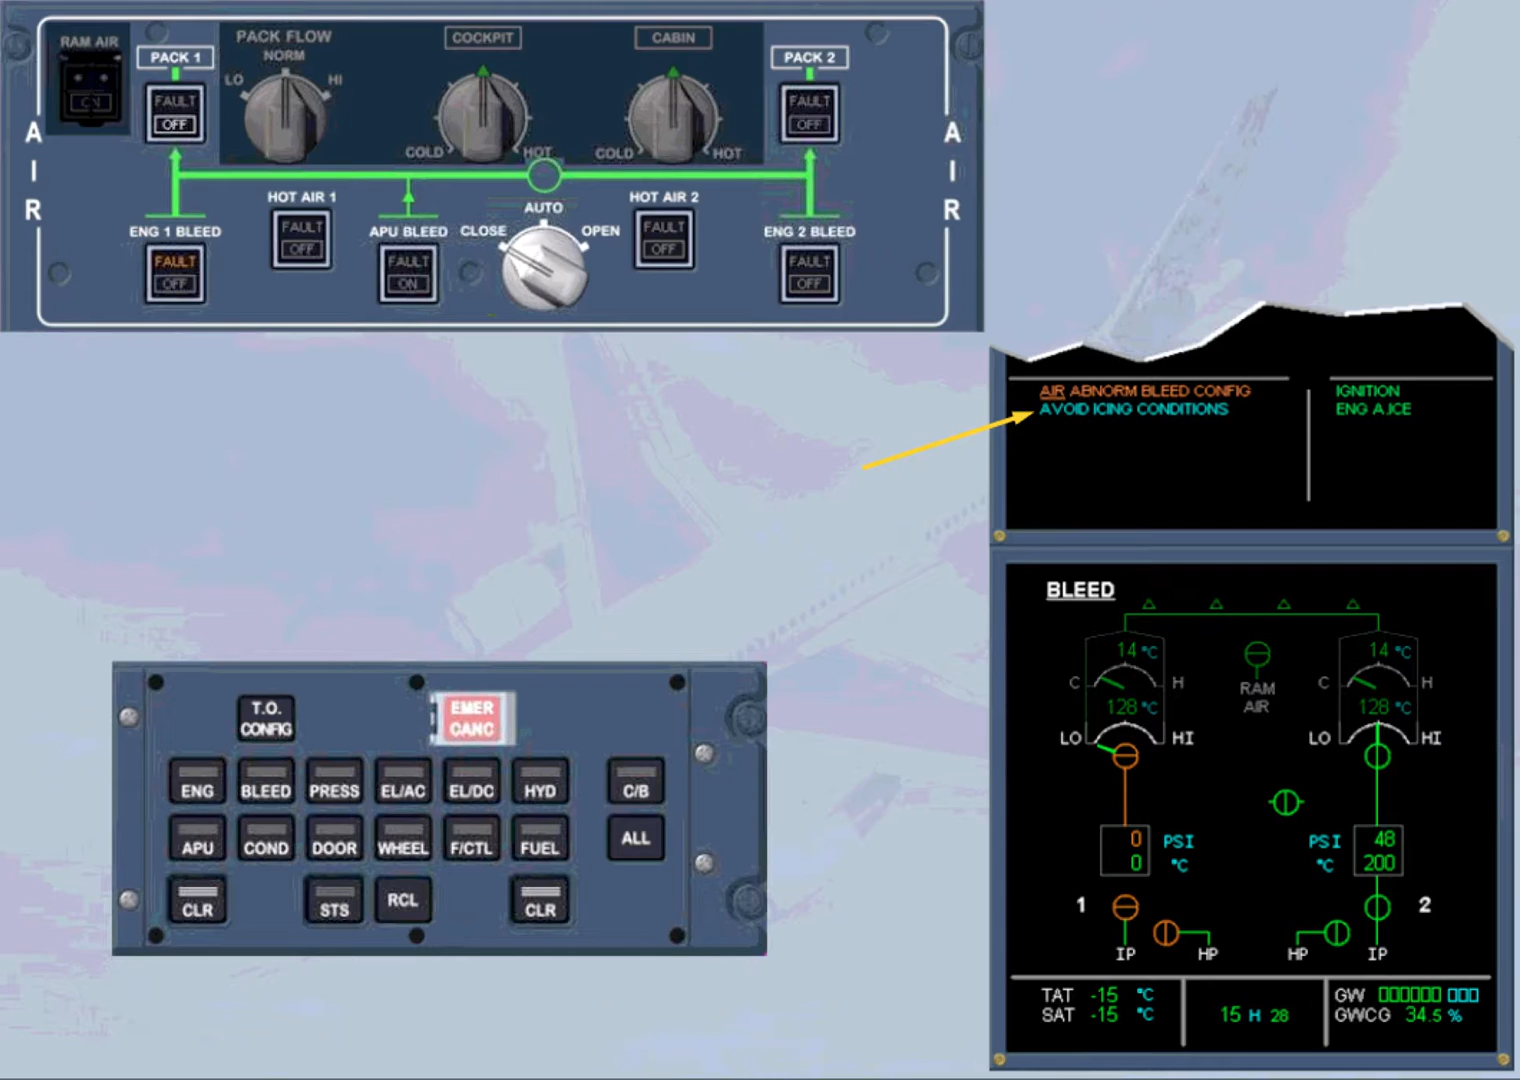 RAM AIR
ON
PACK 1
FAULT
OFF
PACK FLOW
NORM
LO
HI
COCKPIT
COLD
HOT
CABIN
COLD
HOT
PACK 2
FAULT
OFF
AIR
AIR
ENG 1 BLEED
FAULT
OFF
HOT AIR 1
FAULT
OFF
APU BLEED
FAULT
ON
AUTO
CLOSE
OPEN
HOT AIR 2
FAULT
OFF
ENG 2 BLEED
FAULT
OFF
AIR ABNORM BLEED CONFIG
AVOID ICING CONDITIONS
IGNITION
ENG A.ICE
T.O.
CONFIG
EMER
CANC
ENG
BLEED
PRESS
EL/AC
EL/DC
HYD
C/B
APU
COND
DOOR
WHEEL
F/CTL
FUEL
ALL
CLR
STS
RCL
CLR
BLEED
14 °C
14 °C
C
H
RAM
AIR
C
H
128 °C
128 °C
LO
HI
LO
HI
0 PSI
0 °C
PSI 48
°C 200
1
2
IP
HP
HP
IP
TAT -15 °C
SAT -15 °C
15 H 28
GW
GWCG 34.5 %